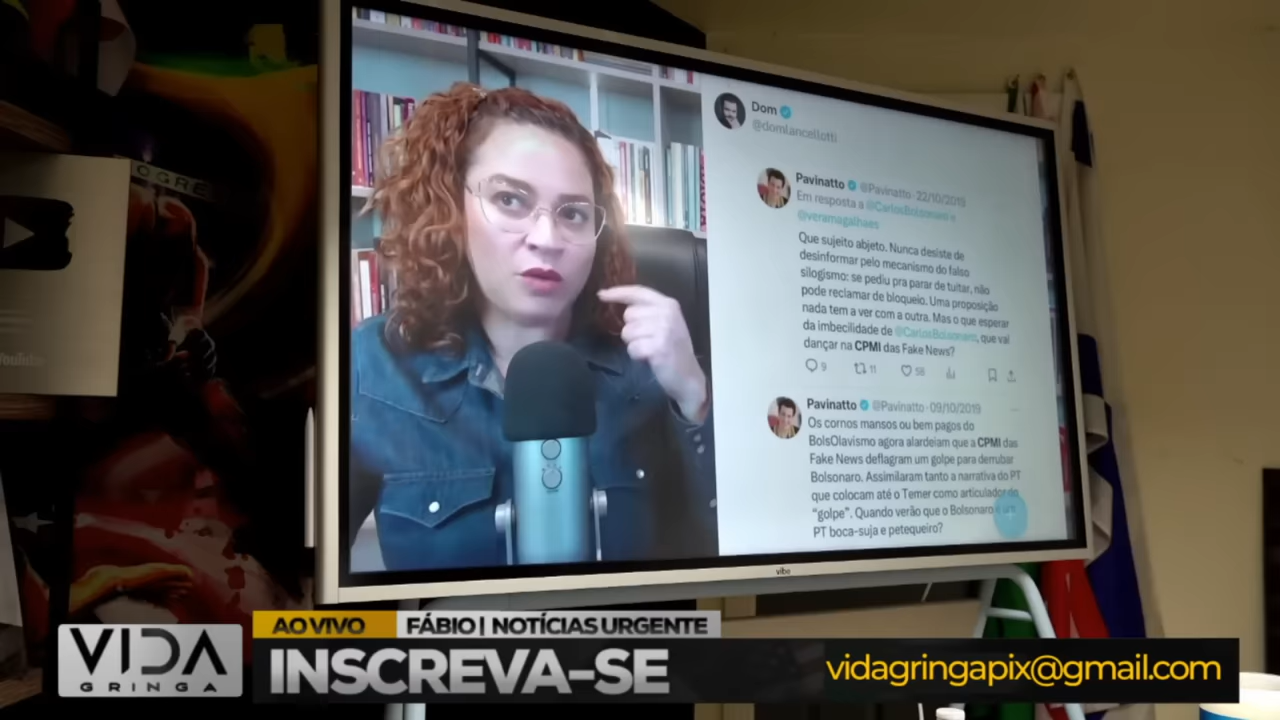 OGRE
YouTube
Dom
@domlancellotti
Pavinatto @Pavinatto · 22/10/2019
Em resposta a @CarlosBolsonaro e
@veramagalhaes
Que sujeito abjeto. Nunca desiste de
desinformar pelo mecanismo do falso
silogismo: se pediu pra parar de tuitar, não
pode reclamar de bloqueio. Uma proposição
nada tem a ver com a outra. Mas o que esperar
da imbecilidade de @CarlosBolsonaro, que vai
dançar na CPMI das Fake News?
9 11 58
Pavinatto @Pavinatto · 09/10/2019
Os cornos mansos ou bem pagos do
BolsOlavismo agora alardeiam que a CPMI das
Fake News deflagram um golpe para derrubar
Bolsonaro. Assimilaram tanto a narrativa do PT
que colocam até o Temer como articulador do
“golpe”. Quando verão que o Bolsonaro é um
PT boca-suja e petequeiro?
vibe
AO VIVO FÁBIO | NOTÍCIAS URGENTE
VIDA
GRINGA
INSCREVA-SE
vidagringapix@gmail.com